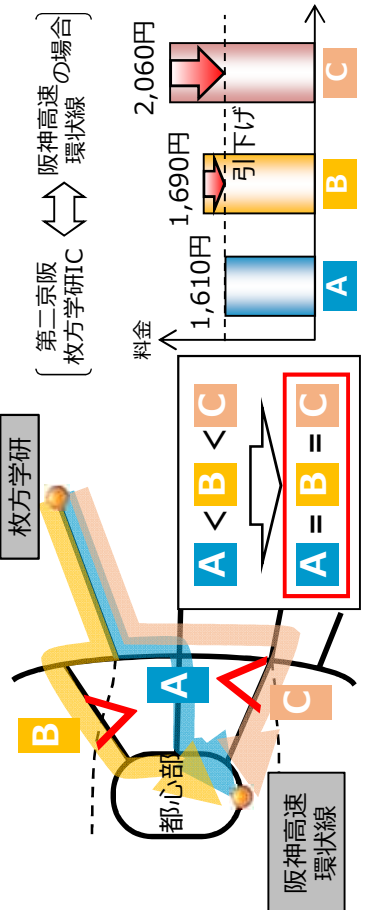 枚方学研
B
A
C
都心部
阪神高速
環状線
A < B < C
A = B = C
第二京阪
枚方学研IC
阪神高速
環状線
の場合
料金
1,610円
1,690円
2,060円
引下げ
A
B
C